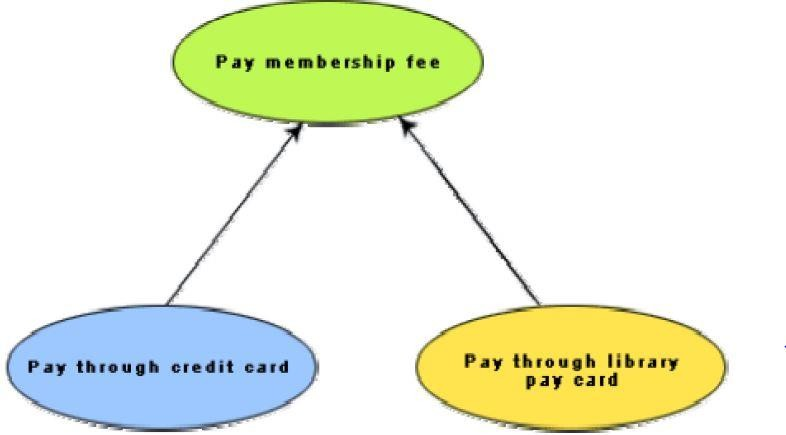 Pay membership fee
Pay through credit card
Pay through library
pay card